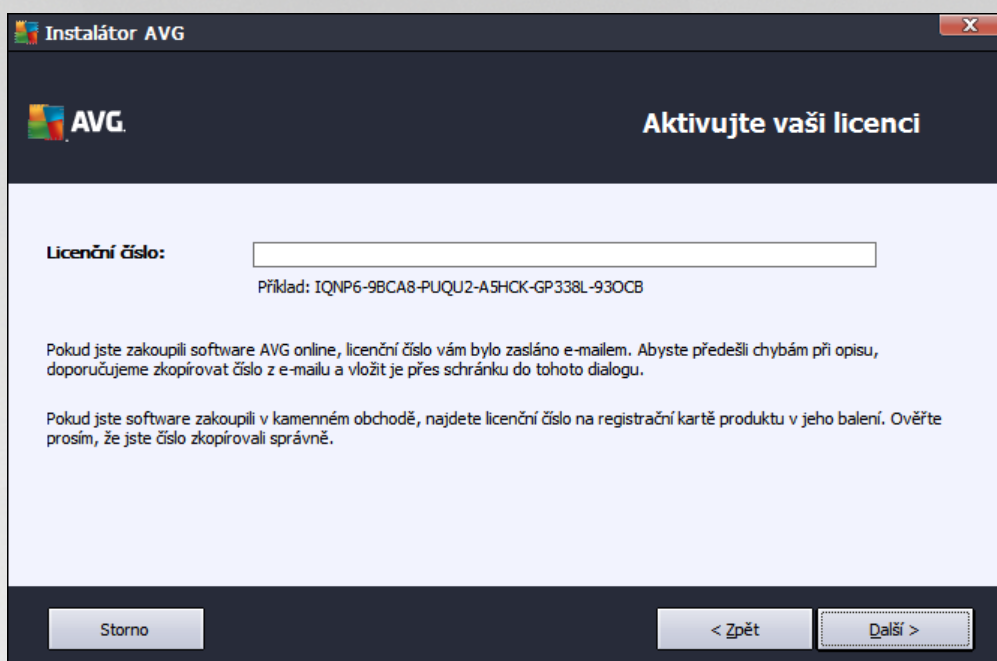 Instalátor AVG
X
AVG.
Aktivujte vaši licenci
Licenční číslo:
Příklad: IQNP6-9BCA8-PUQU2-A5HCK-GP338L-93OCB
Pokud jste zakoupili software AVG online, licenční číslo vám bylo zasláno e-mailem. Abyste předešli chybám při opisu,
doporučujeme zkopírovat číslo z e-mailu a vložit je přes schránku do tohoto dialogu.
Pokud jste software zakoupili v kamenném obchodě, najdete licenční číslo na registrační kartě produktu v jeho balení. Ověřte
prosím, že jste číslo zkopírovali správně.
Storno
< Zpět
Další >